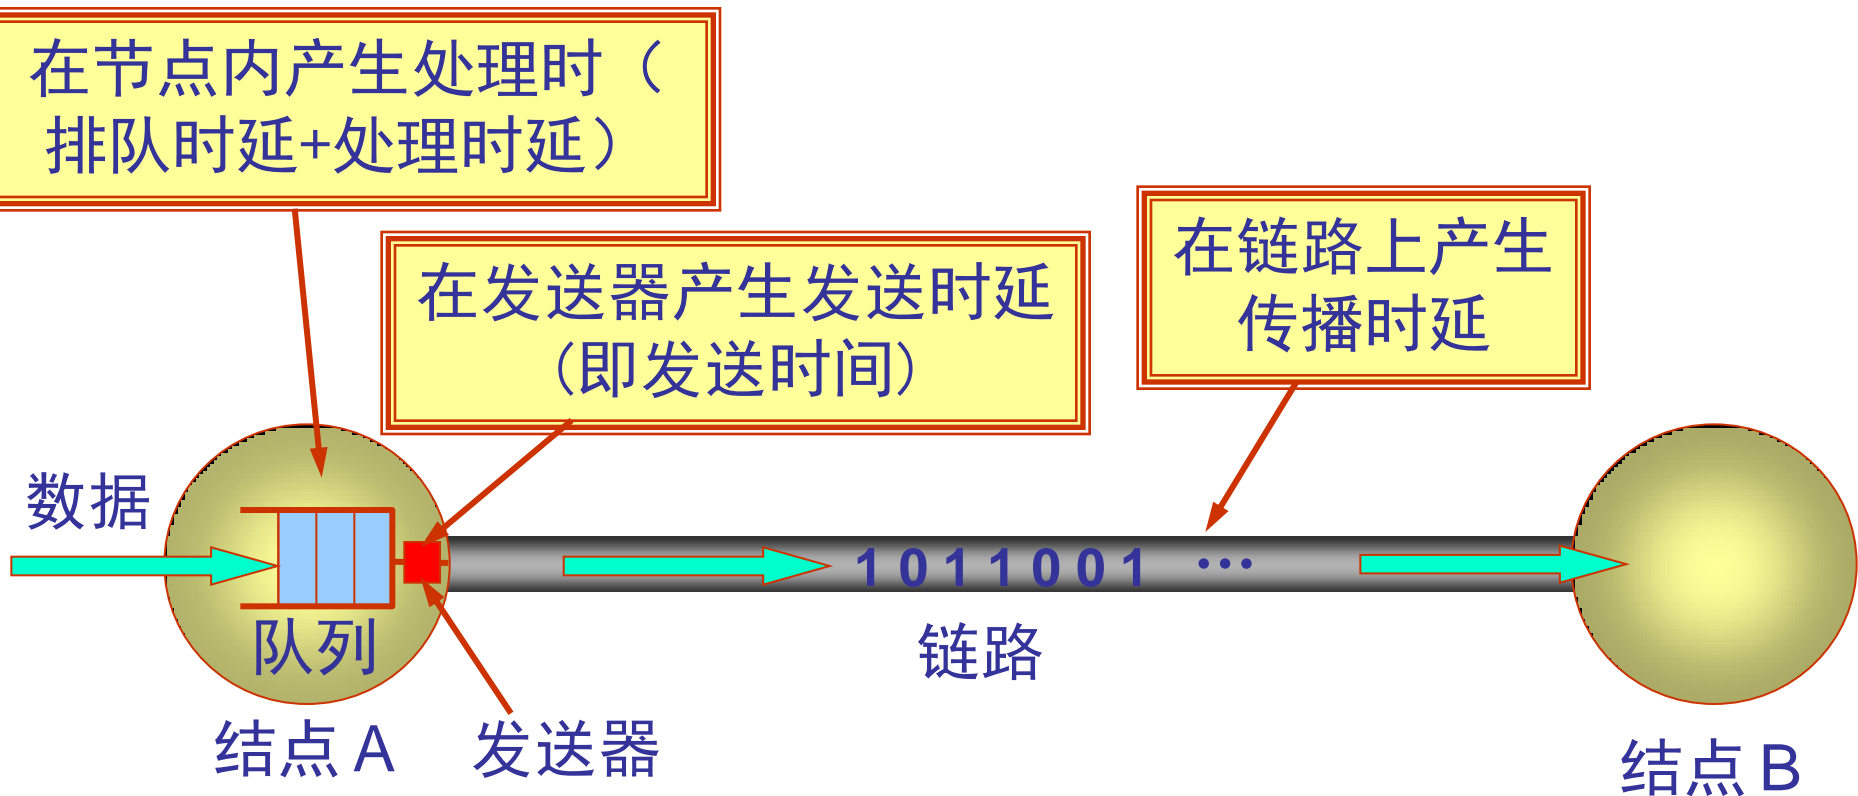 在节点内产生处理时（
排队时延+处理时延）
在发送器产生发送时延
(即发送时间)
在链路上产生
传播时延
数据
1 0 1 1 0 0 1 …
队列
链路
结点 A
发送器
结点 B